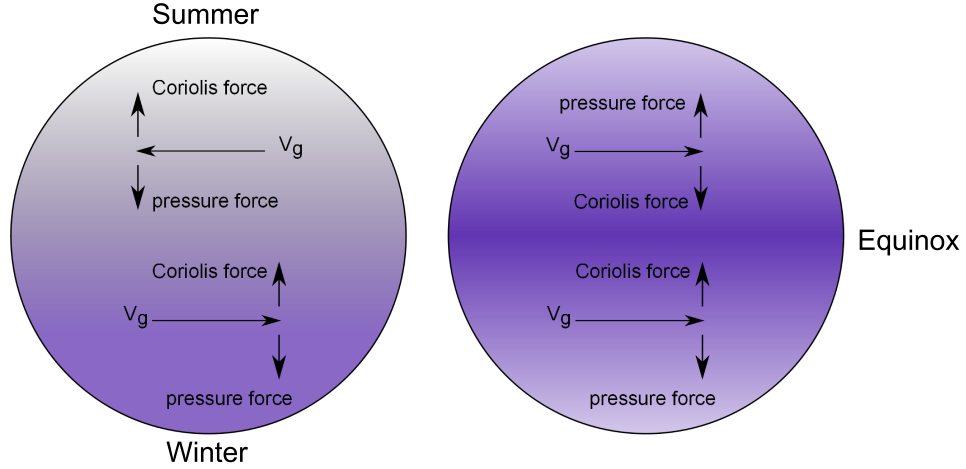 Summer
Coriolis force
Vg
pressure force
Coriolis force
Vg
pressure force
Winter
pressure force
Vg
Coriolis force
Coriolis force
Vg
pressure force
Equinox